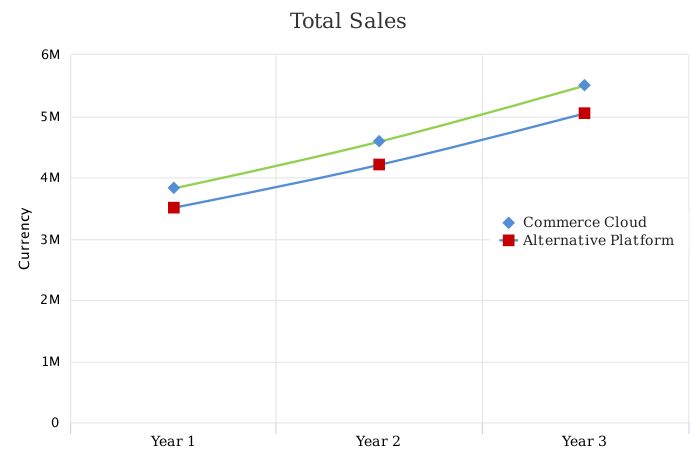 Total Sales
6M
5M
4M
3M
2M
1M
0
Currency
Commerce Cloud
Alternative Platform
Year 1
Year 2
Year 3